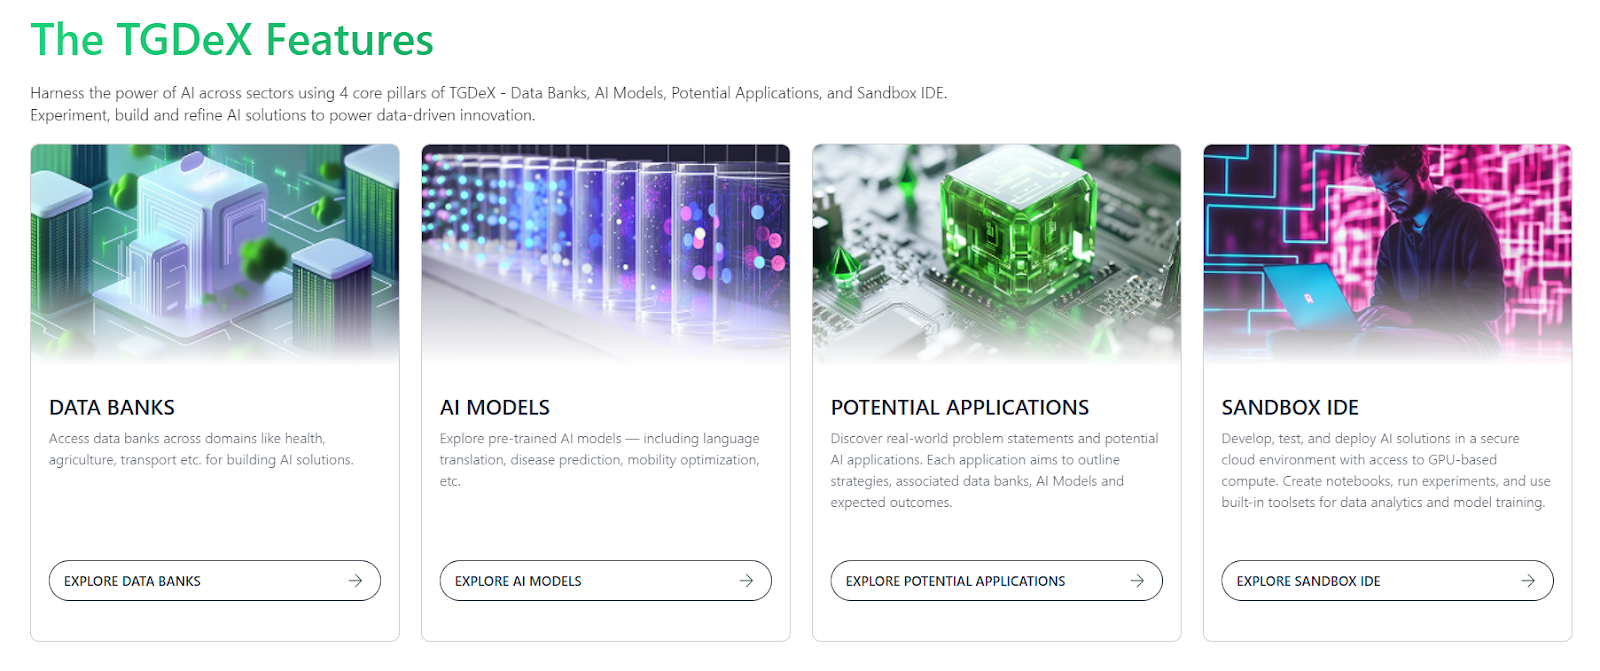 The TGDeX Features
Harness the power of AI across sectors using 4 core pillars of TGDeX - Data Banks, AI Models, Potential Applications, and Sandbox IDE.
Experiment, build and refine AI solutions to power data-driven innovation.
DATA BANKS
Access data banks across domains like health,
agriculture, transport etc. for building AI solutions.
EXPLORE DATA BANKS
AI MODELS
Explore pre-trained AI models — including language
translation, disease prediction, mobility optimization,
etc.
EXPLORE AI MODELS
POTENTIAL APPLICATIONS
Discover real-world problem statements and potential
AI applications. Each application aims to outline
strategies, associated data banks, AI Models and
expected outcomes.
EXPLORE POTENTIAL APPLICATIONS
SANDBOX IDE
Develop, test, and deploy AI solutions in a secure
cloud environment with access to GPU-based
compute. Create notebooks, run experiments, and use
built-in toolsets for data analytics and model training.
EXPLORE SANDBOX IDE